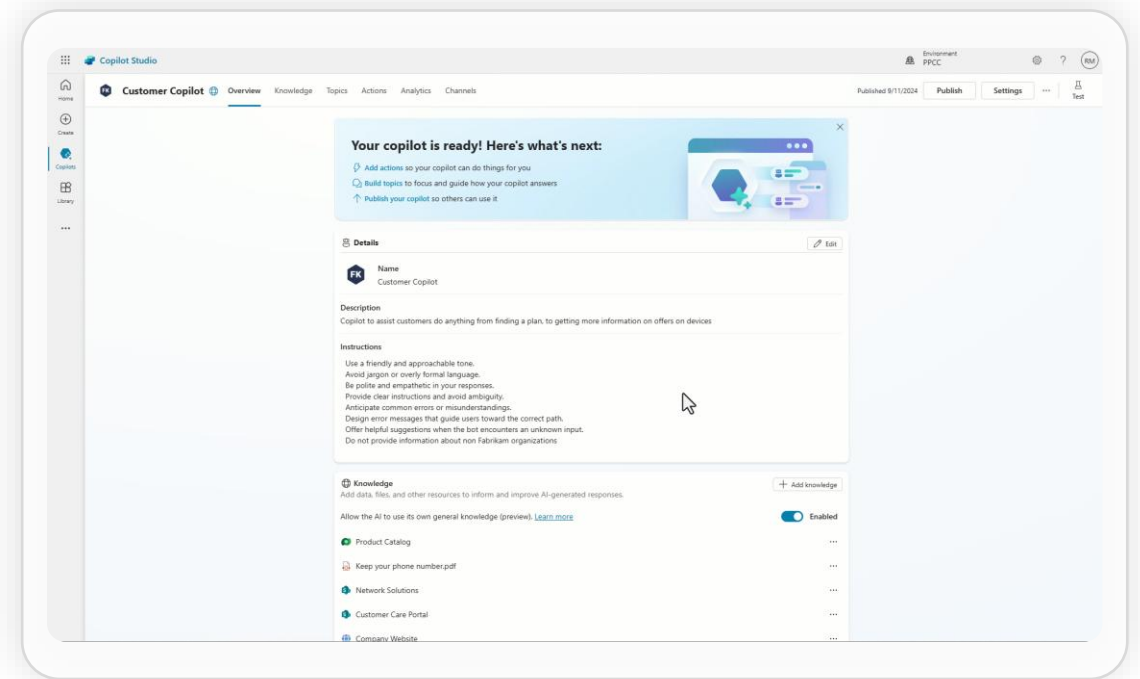 Copilot Studio
Environment
PPCC
?
RM
Home
Create
Copilots
Library
...
FK
Customer Copilot
Overview Knowledge Topics Actions Analytics Channels
Published 9/11/2024
Publish
Settings
...
Test
Your copilot is ready! Here's what's next:
Add actions so your copilot can do things for you
Build topics to focus and guide how your copilot answers
Publish your copilot so others can use it
Details
Edit
FK
Name
Customer Copilot
Description
Copilot to assist customers do anything from finding a plan, to getting more information on offers on devices
Instructions
Use a friendly and approachable tone.
Avoid jargon or overly formal language.
Be polite and empathetic in your responses.
Provide clear instructions and avoid ambiguity.
Anticipate common errors or misunderstandings.
Design error messages that guide users toward the correct path.
Offer helpful suggestions when the bot encounters an unknown input.
Do not provide information about non Fabrikam organizations
Knowledge
+ Add knowledge
Add data, files, and other resources to inform and improve AI-generated responses.
Allow the AI to use its own general knowledge (preview). Learn more
Enabled
Product Catalog
...
Keep your phone number.pdf
...
Network Solutions
...
Customer Care Portal
...
Company Website
...